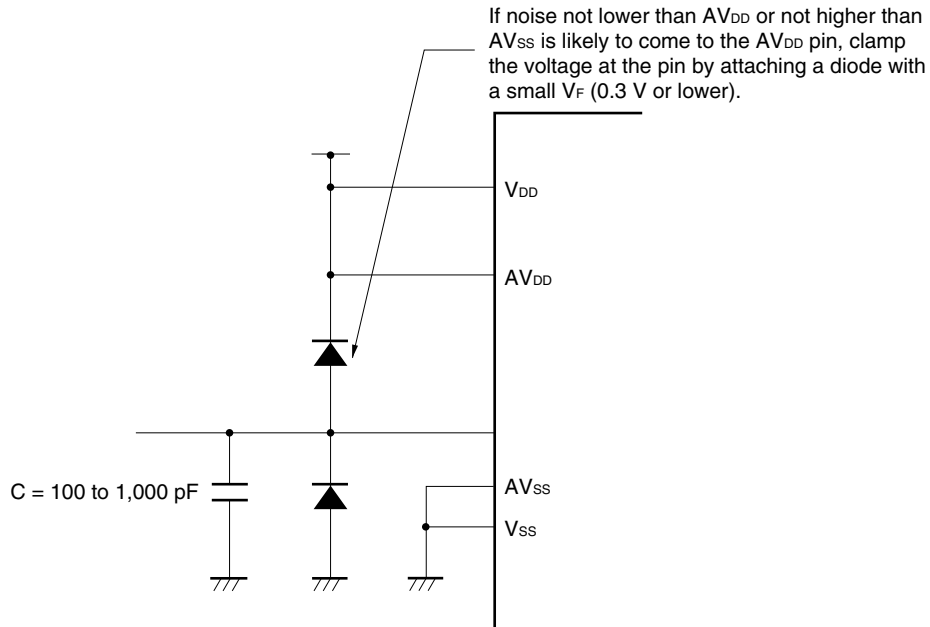 If noise not lower than AVDD or not higher than
AVSS is likely to come to the AVDD pin, clamp
the voltage at the pin by attaching a diode with
a small VF (0.3 V or lower).
VDD
AVDD
C = 100 to 1,000 pF
AVSS
VSS